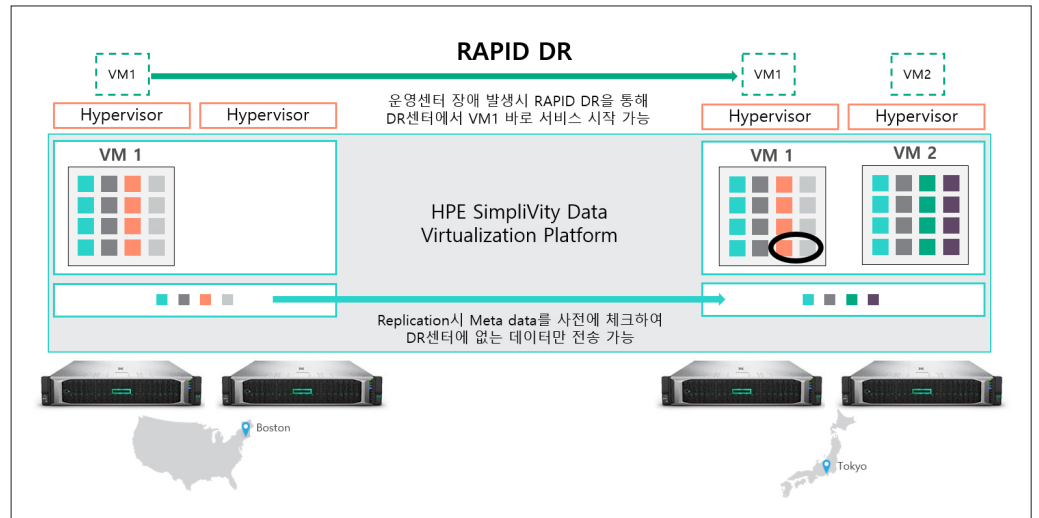 RAPID DR
VM1
VM1
VM2
운영센터 장애 발생시 RAPID DR을 통해
DR센터에서 VM1 바로 서비스 시작 가능
Hypervisor
Hypervisor
Hypervisor
Hypervisor
VM 1
VM 1
VM 2
HPE SimpliVity Data
Virtualization Platform
Replication시 Meta data를 사전에 체크하여
DR센터에 없는 데이터만 전송 가능
Boston
Tokyo